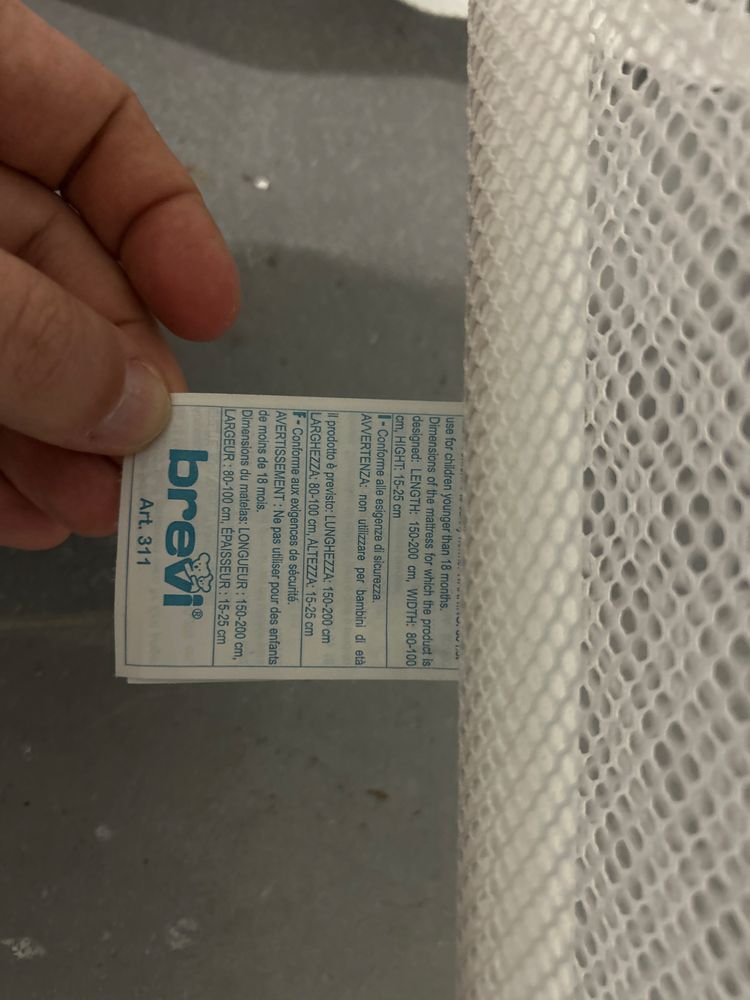 use for children younger than 18 months.
Dimensions of the mattress for which the product is
designed: LENGTH: 150-200 cm, WIDTH: 80-100
cm, HIGHT: 15-25 cm
I - Conforme alle esigenze di sicurezza.
AVVERTENZA: non utilizzare per bambini di età
Il prodotto è previsto: LUNGHEZZA: 150-200 cm
LARGHEZZA: 80-100 cm, ALTEZZA: 15-25 cm
F - Conforme aux exigences de sécurité.
AVERTISSEMENT : Ne pas utiliser pour des enfants
de moins de 18 mois.
Dimensions du matelas: LONGUEUR : 150-200 cm,
LARGEUR : 80-100 cm, ÉPAISSEUR : 15-25 cm
brevi®
Art. 311